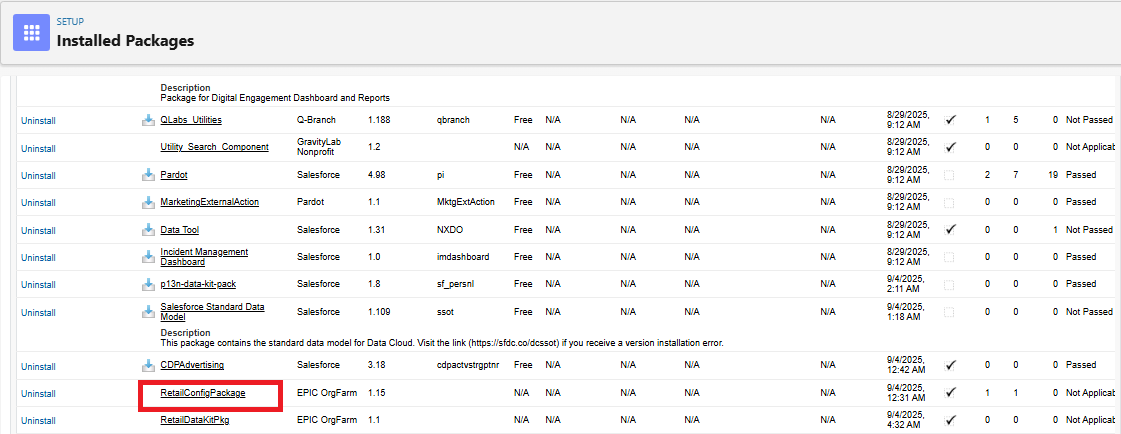 SETUP
Installed Packages
Description
Package for Digital Engagement Dashboard and Reports
Uninstall QLabs_Utilities Q-Branch 1.188 qbranch Free N/A N/A N/A N/A 8/29/2025, 9:12 AM 1 5 0 Not Passed
Uninstall Utility_Search_Component GravityLab Nonprofit 1.2 N/A N/A N/A N/A N/A 8/29/2025, 9:12 AM 0 0 0 Not Applicab
Uninstall Pardot Salesforce 4.98 pi Free N/A N/A N/A N/A 8/29/2025, 9:12 AM 2 7 19 Passed
Uninstall MarketingExternalAction Pardot 1.1 MktgExtAction Free N/A N/A N/A N/A 8/29/2025, 9:12 AM 0 0 0 Passed
Uninstall Data Tool Salesforce 1.31 NXDO Free N/A N/A N/A N/A 8/29/2025, 9:12 AM 0 0 1 Not Passed
Uninstall Incident Management Dashboard Salesforce 1.0 imdashboard Free N/A N/A N/A N/A 8/29/2025, 9:12 AM 0 0 0 Passed
Uninstall p13n-data-kit-pack Salesforce 1.8 sf_persnl Free N/A N/A N/A N/A 9/4/2025, 2:11 AM 0 0 0 Passed
Uninstall Salesforce Standard Data Model Salesforce 1.109 ssot Free N/A N/A N/A N/A 9/4/2025, 1:18 AM 0 0 0 Not Passed
Description
This package contains the standard data model for Data Cloud. Visit the link (https://sfdc.co/dcssot) if you receive a version installation error.
Uninstall CDPAdvertising Salesforce 3.18 cdpactvstrgptnr Free N/A N/A N/A N/A 9/4/2025, 12:42 AM 0 0 0 Passed
Uninstall RetailConfigPackage EPIC OrgFarm 1.15 N/A N/A N/A N/A N/A 9/4/2025, 12:31 AM 1 1 0 Not Applicab
Uninstall RetailDataKitPkg EPIC OrgFarm 1.1 N/A N/A N/A N/A N/A 9/4/2025, 4:32 AM 0 0 0 Not Applicab